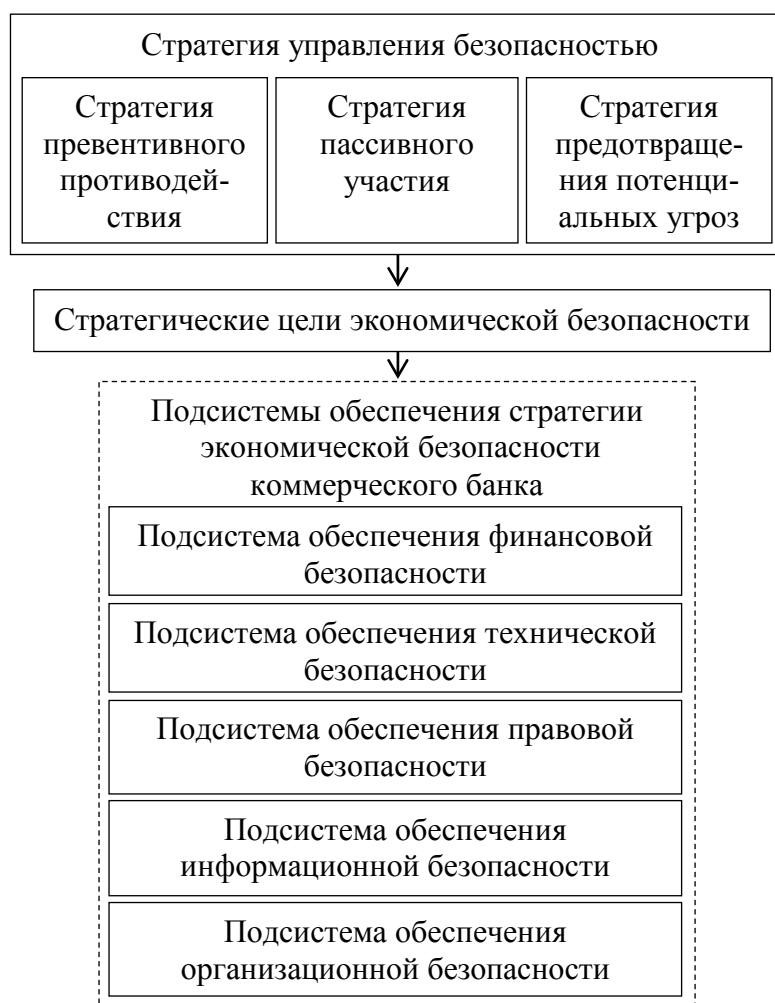 Стратегия управления безопасностью
Стратегия
превентивного
противодей-
ствия
Стратегия
пассивного
участия
Стратегия
предотвраще-
ния потенци-
альных угроз
Стратегические цели экономической безопасности
Подсистемы обеспечения стратегии
экономической безопасности
коммерческого банка
Подсистема обеспечения финансовой
безопасности
Подсистема обеспечения технической
безопасности
Подсистема обеспечения правовой
безопасности
Подсистема обеспечения
информационной безопасности
Подсистема обеспечения
организационной безопасности